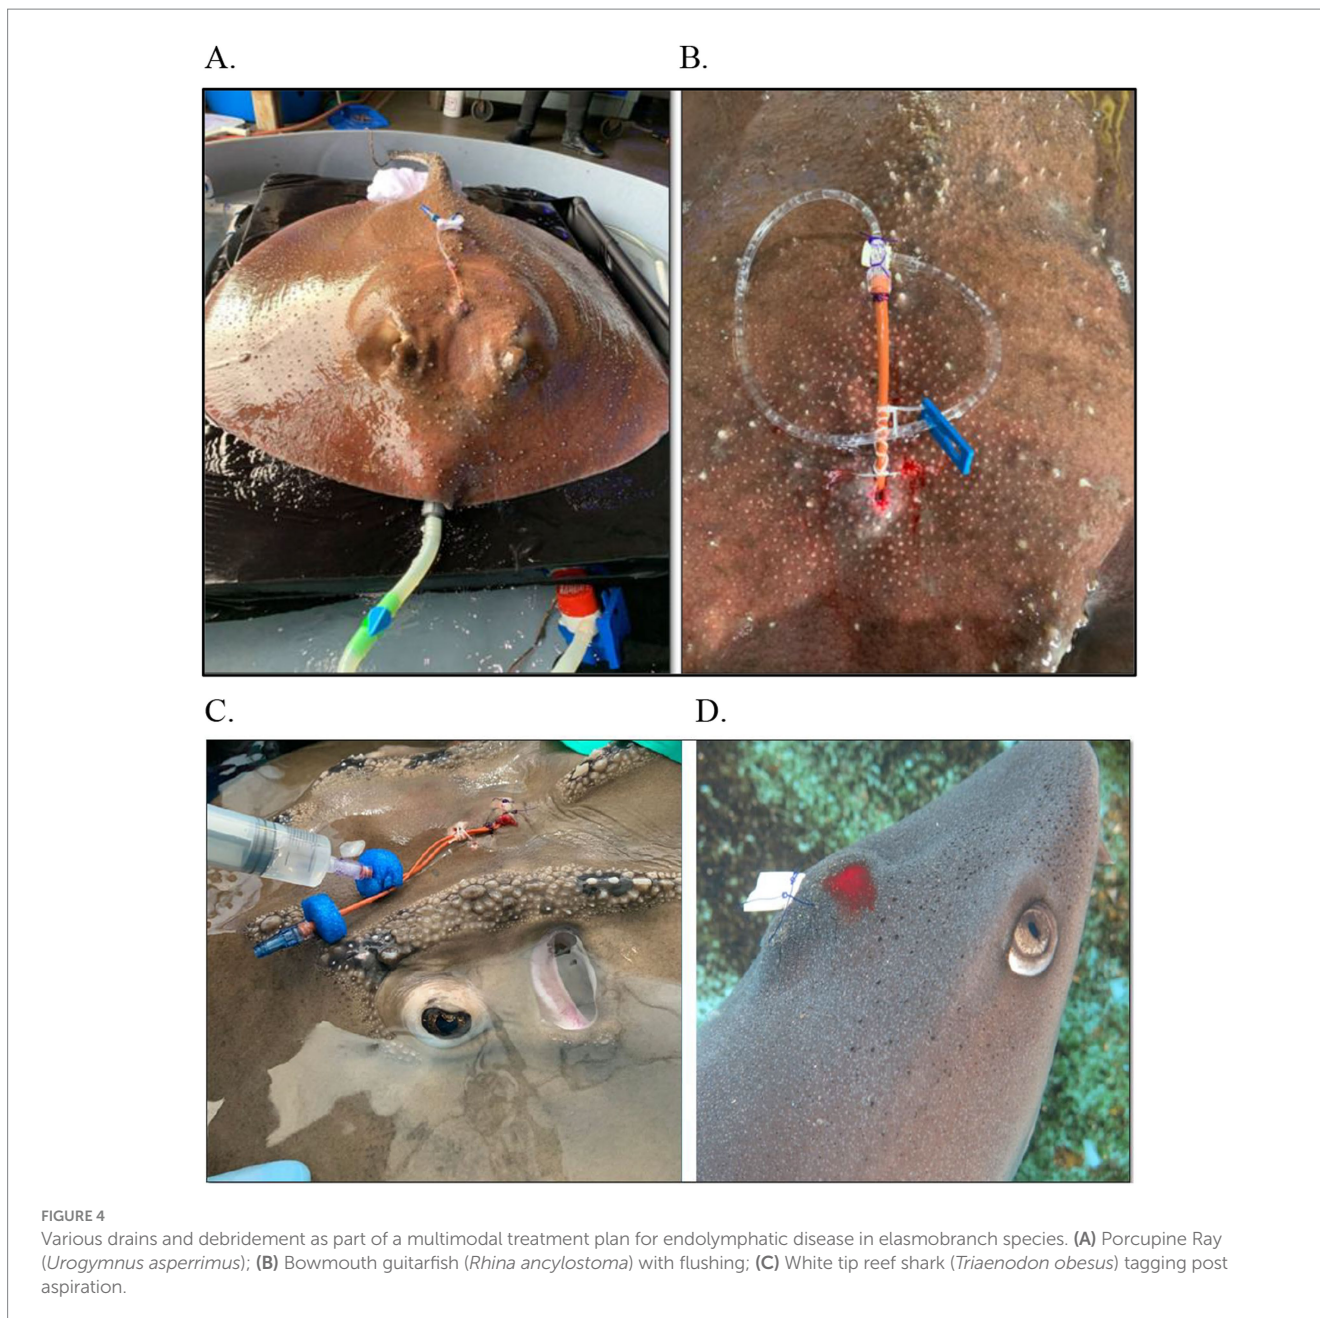 A.
B.
C.
D.
FIGURE 4
Various drains and debridement as part of a multimodal treatment plan for endolymphatic disease in elasmobranch species. (A) Porcupine Ray
(Urogymnus asperrimus); (B) Bowmouth guitarfish (Rhina ancylostoma) with flushing; (C) White tip reef shark (Triaenodon obesus) tagging post
aspiration.